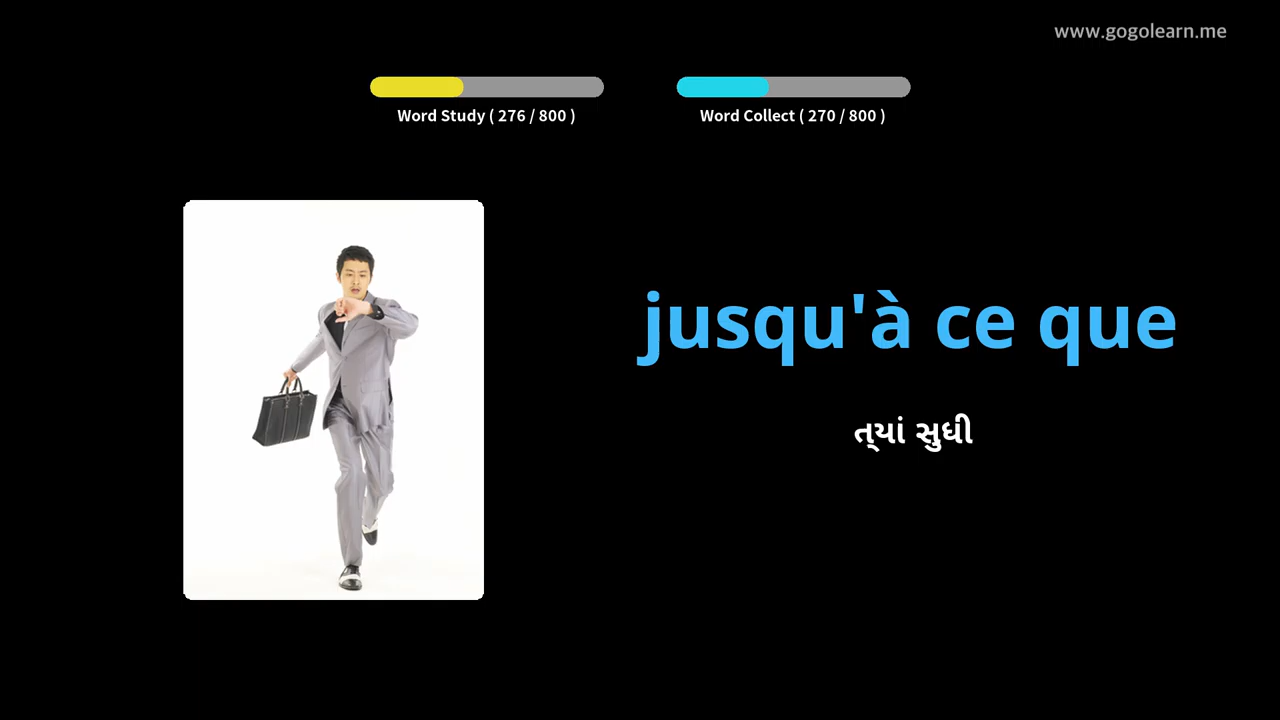 www.gogolearn.me
Word Study ( 276 / 800 )
Word Collect ( 270 / 800 )
jusqu'à ce que
ત્યાં સુધી